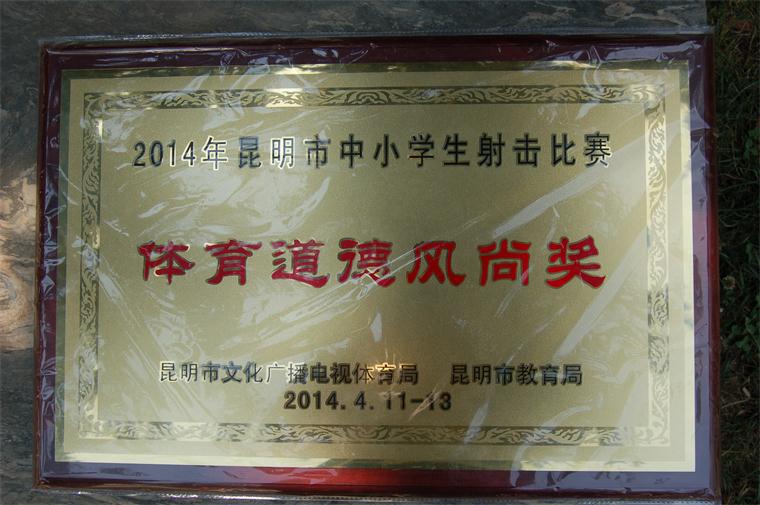 2014年昆明市中小学生射击比赛
体育道德风尚奖
昆明市文化广播电视体育局 昆明市教育局
2014.4.11-13